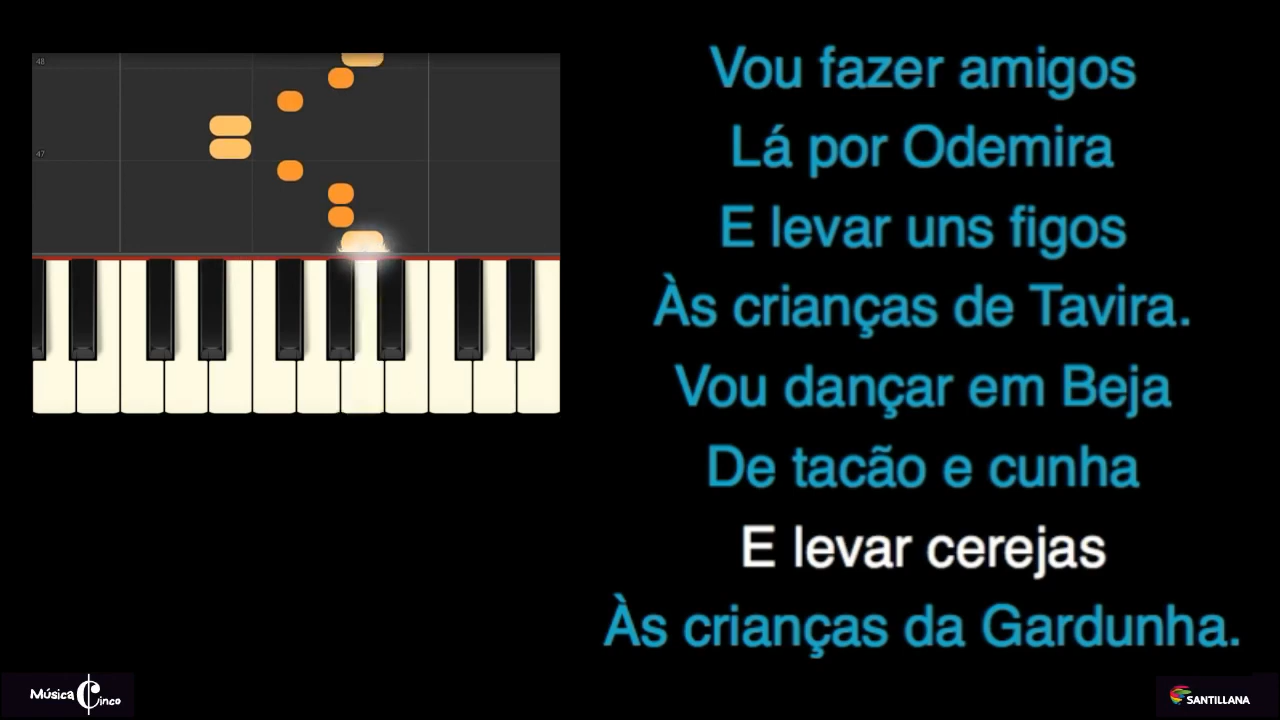 48
47
Vou fazer amigos
Lá por Odemira
E levar uns figos
Às crianças de Tavira.
Vou dançar em Beja
De tacão e cunha
E levar cerejas
Às crianças da Gardunha.
Música Cinco
SANTILLANA